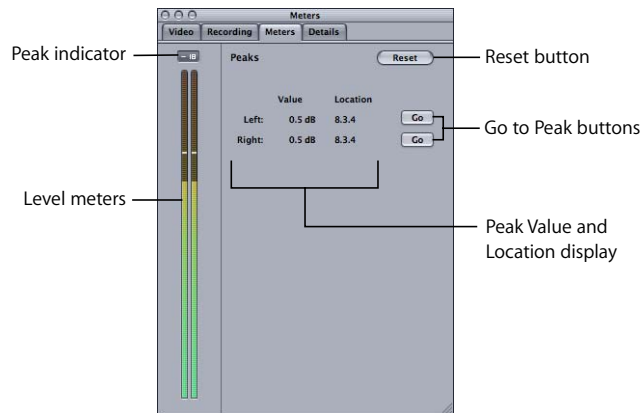 Meters
Video Recording Meters Details
Peak indicator
- 18
Peaks
Reset
Reset button
Value Location
Left: 0.5 dB 8.3.4 Go
Right: 0.5 dB 8.3.4 Go
Go to Peak buttons
Level meters
Peak Value and
Location display